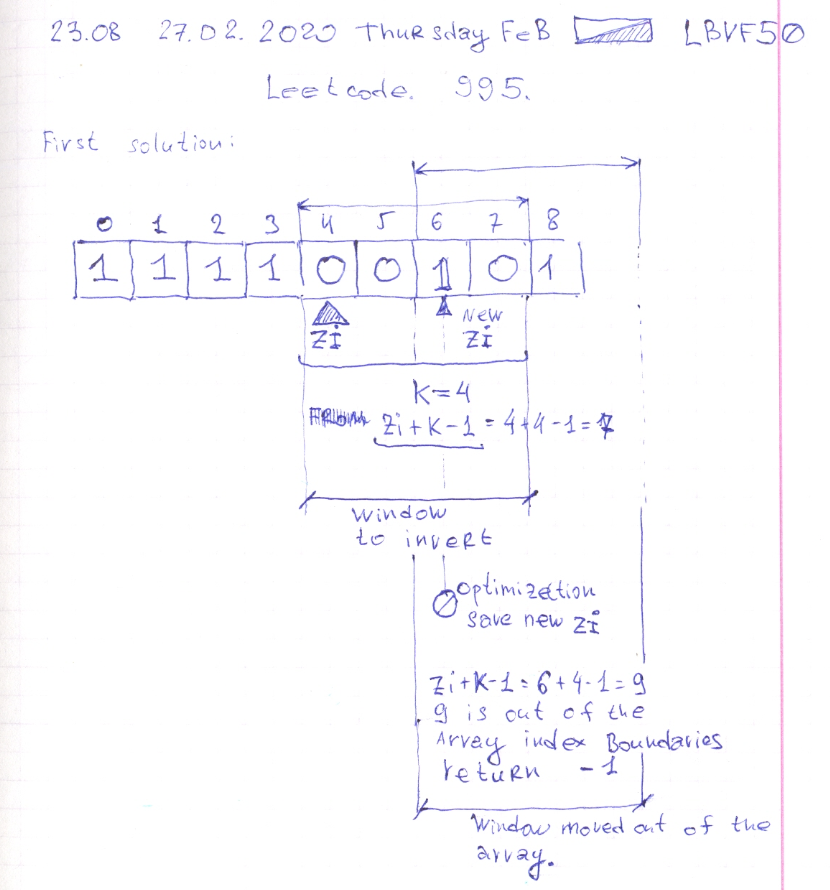 23.08 27.02.2020 Thursday FeB LBVF50
Leetcode. 995.
First solution:
0 1 2 3 4 5 6 7 8
1 1 1 1 0 0 1 0 1
zi New
zi
K=4
From zi+K-1 = 4+4-1=7
Window
to invert
Optimization
Save new zi
zi+K-1=6+4-1=9
9 is out of the
Array index Boundaries
return -1
Window moved out of the
array.